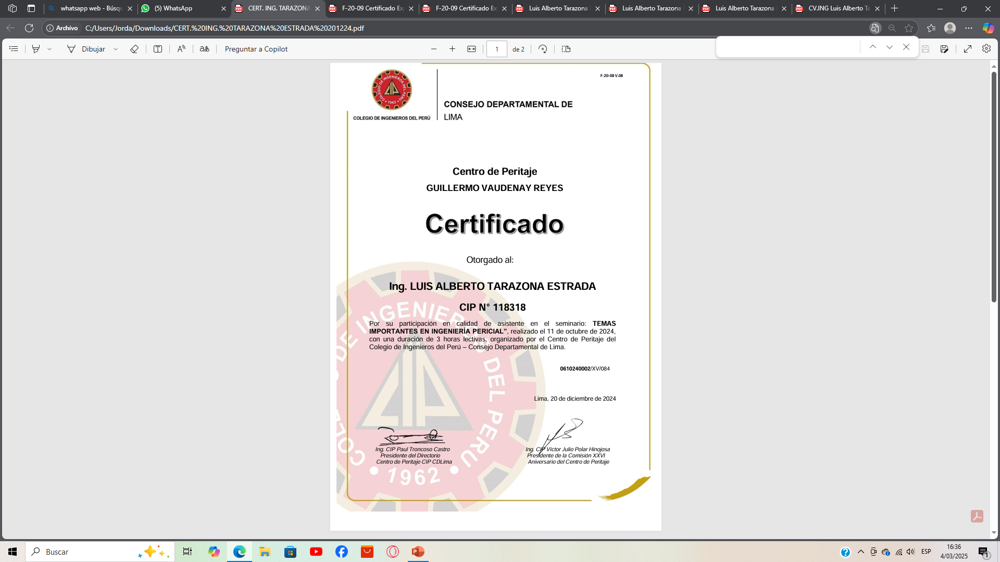 whatsapp web - Búsqu
(5) WhatsApp
CERT. ING. TARAZONA
F-20-09 Certificado Ex
F-20-09 Certificado Ex
Luis Alberto Tarazona
Luis Alberto Tarazona
Luis Alberto Tarazona
CV.ING Luis Alberto Ta
Archivo
C:/Users/Jorda/Downloads/CERT.%20ING.%20TARAZONA%20ESTRADA%20201224.pdf
Dibujar
Preguntar a Copilot
1 de 2
F-20-08 V.08
COLEGIO DE INGENIEROS DEL PERU
CIP
1962
COLEGIO DE INGENIEROS DEL PERÚ
CONSEJO DEPARTAMENTAL DE
LIMA
Centro de Peritaje
GUILLERMO VAUDENAY REYES
Certificado
Otorgado al:
Ing. LUIS ALBERTO TARAZONA ESTRADA
CIP N° 118318
Por su participación en calidad de asistente en el seminario: TEMAS
IMPORTANTES EN INGENIERÍA PERICIAL”, realizado el 11 de octubre de 2024,
con una duración de 3 horas lectivas, organizado por el Centro de Peritaje del
Colegio de Ingenieros del Perú – Consejo Departamental de Lima.
0610240002/XV/084
Lima, 20 de diciembre de 2024
Ing. CIP Paul Troncoso Castro
Presidente del Directorio
Centro de Peritaje CIP CDLima
Ing. CIP Víctor Julio Polar Hinojosa
Presidente de la Comisión XXVI
Aniversario del Centro de Peritaje
1962
Buscar
ESP
16:36
4/03/2025
1